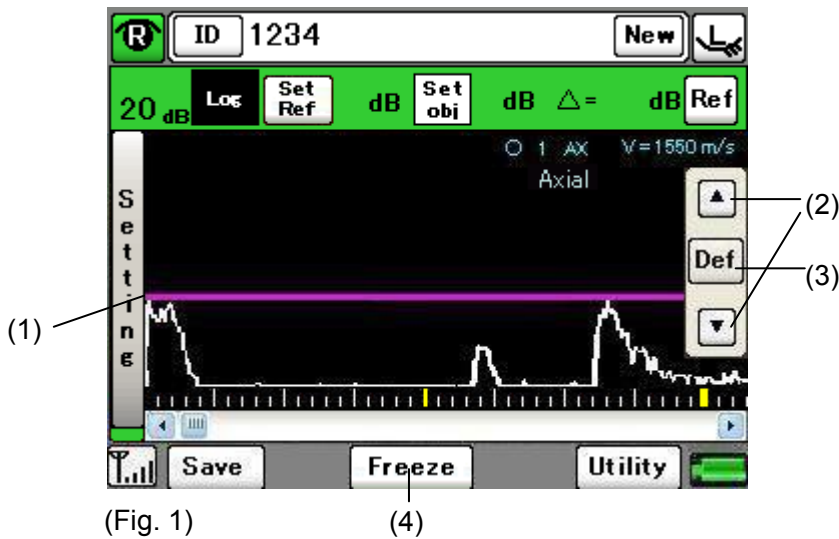 R ID 1234 New L
20 dB Log Set Ref dB Set obj dB △= dB Ref
1 AX V=1550 m/s
Axial
Setting
▲ (2)
Def (3)
▼
(1)
Save Freeze Utility
(Fig. 1) (4)